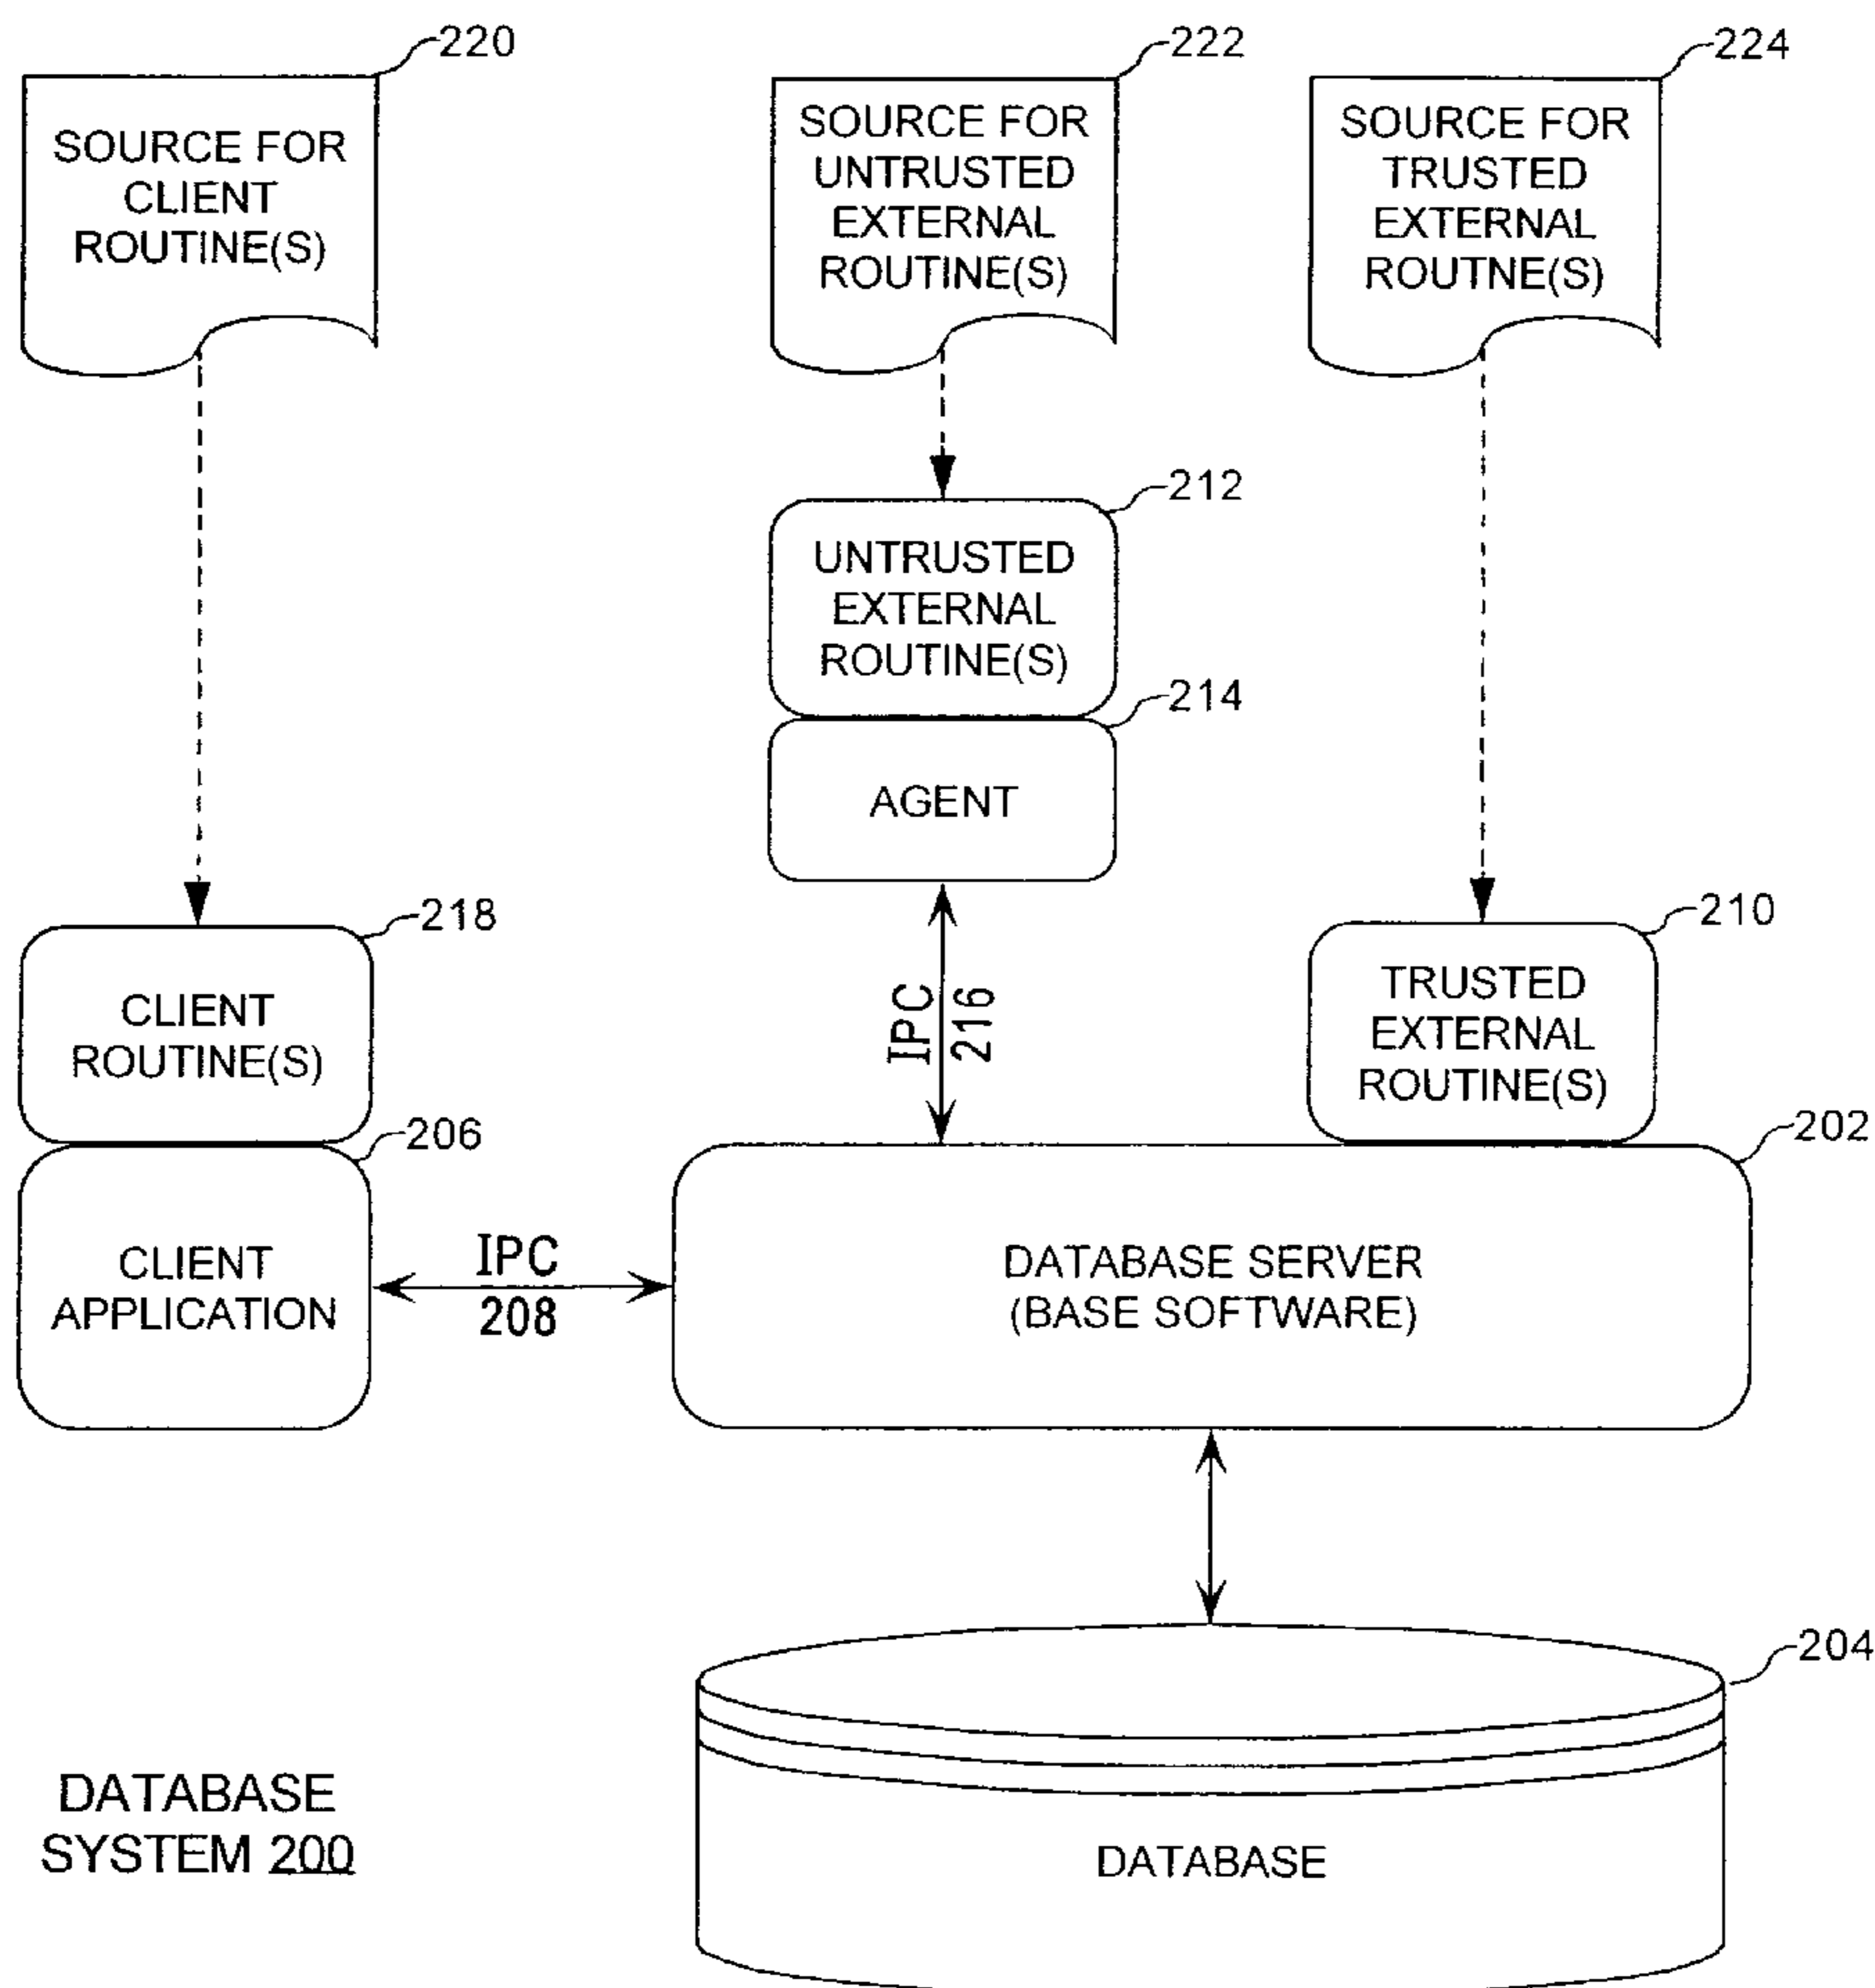 220
222
224
SOURCE FOR
CLIENT
ROUTINE(S)
SOURCE FOR
UNTRUSTED
EXTERNAL
ROUTINE(S)
SOURCE FOR
TRUSTED
EXTERNAL
ROUTNE(S)
212
UNTRUSTED
EXTERNAL
ROUTINE(S)
214
AGENT
218
CLIENT
ROUTINE(S)
IPC
216
210
TRUSTED
EXTERNAL
ROUTINE(S)
206
CLIENT
APPLICATION
IPC
208
202
DATABASE SERVER
(BASE SOFTWARE)
204
DATABASE
DATABASE
SYSTEM 200